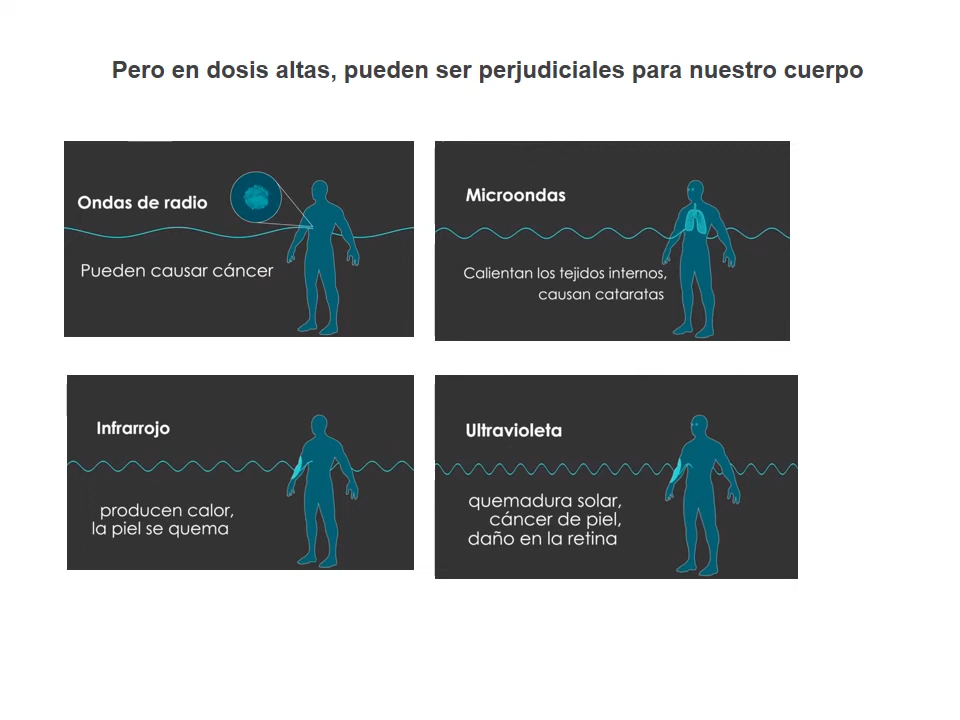 Pero en dosis altas, pueden ser perjudiciales para nuestro cuerpo
Ondas de radio
Pueden causar cáncer
Microondas
Calientan los tejidos internos,
causan cataratas
Infrarrojo
producen calor,
la piel se quema
Ultravioleta
quemadura solar,
cáncer de piel,
daño en la retina